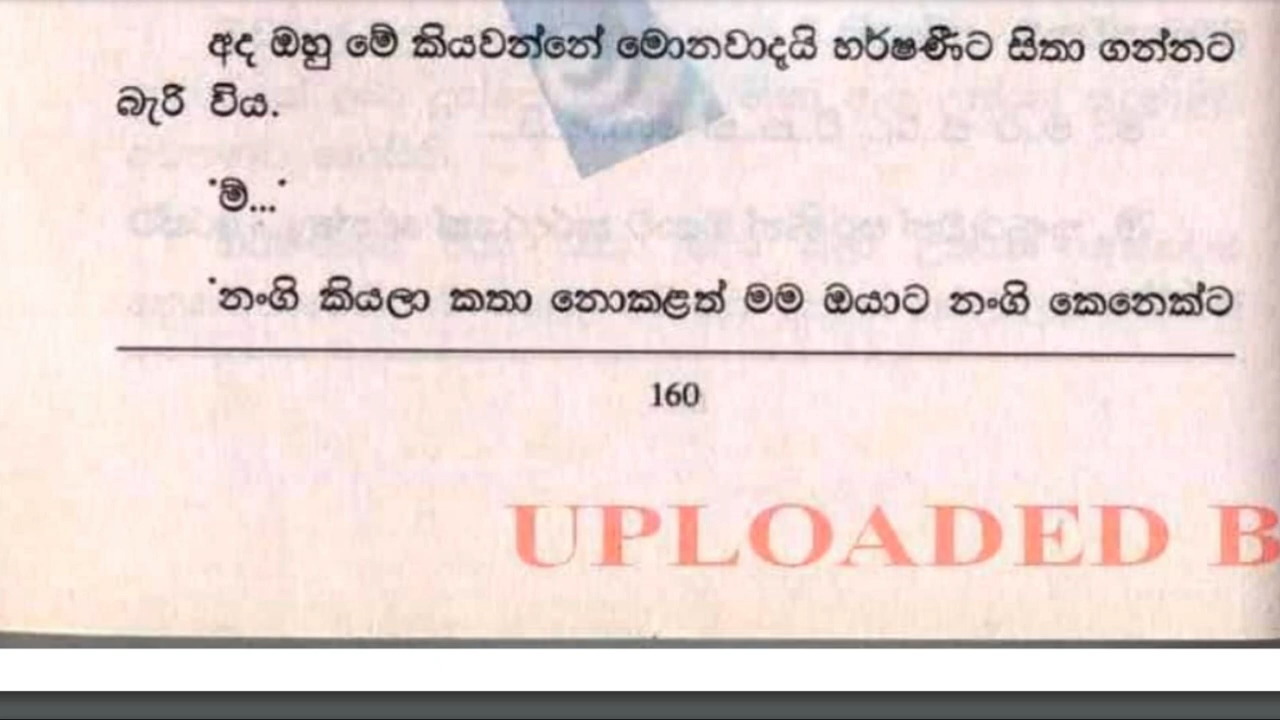 අද ඔහු මේ කියවන්නේ මොනවාදැයි හර්ෂණීට සිතා ගන්නට
බැරි විය.
'ම්...'
'නංගි කියලා කතා නොකළත් මම ඔයාට නංගි කෙනෙක්ට
160
UPLOADED B